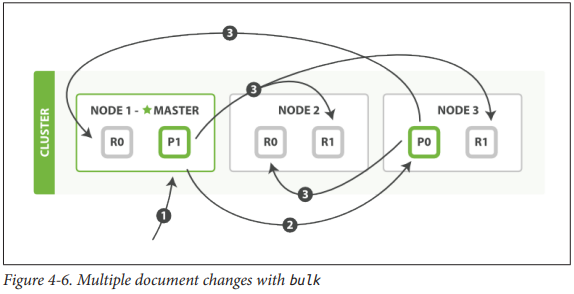 3
3
CLUSTER
NODE 1 - ★MASTER
R0
P1
NODE 2
R0
R1
NODE 3
P0
R1
3
1
2
Figure 4-6. Multiple document changes with bulk